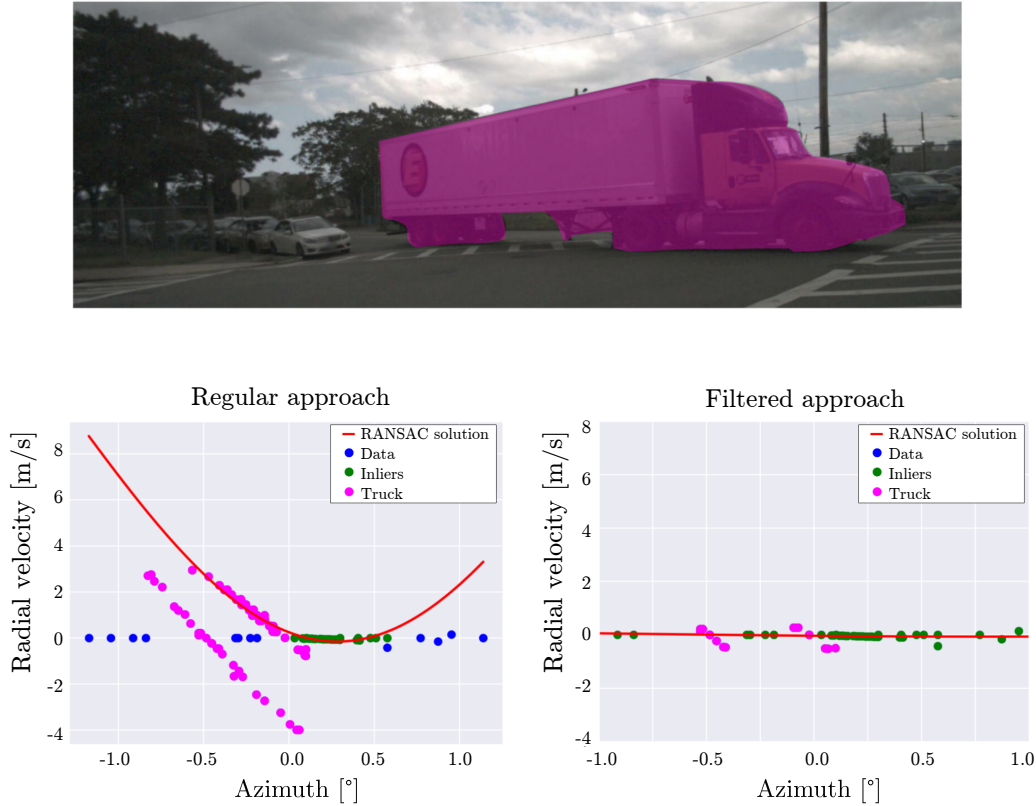 Regular approach
Radial velocity [m/s]
8
6
4
2
0
-2
-4
RANSAC solution
Data
Inliers
Truck
-1.0 -0.5 0.0 0.5 1.0
Azimuth [°]
Filtered approach
Radial velocity [m/s]
8
6
4
2
0
-2
-4
RANSAC solution
Data
Inliers
Truck
-1.0 -0.5 0.0 0.5 1.0
Azimuth [°]